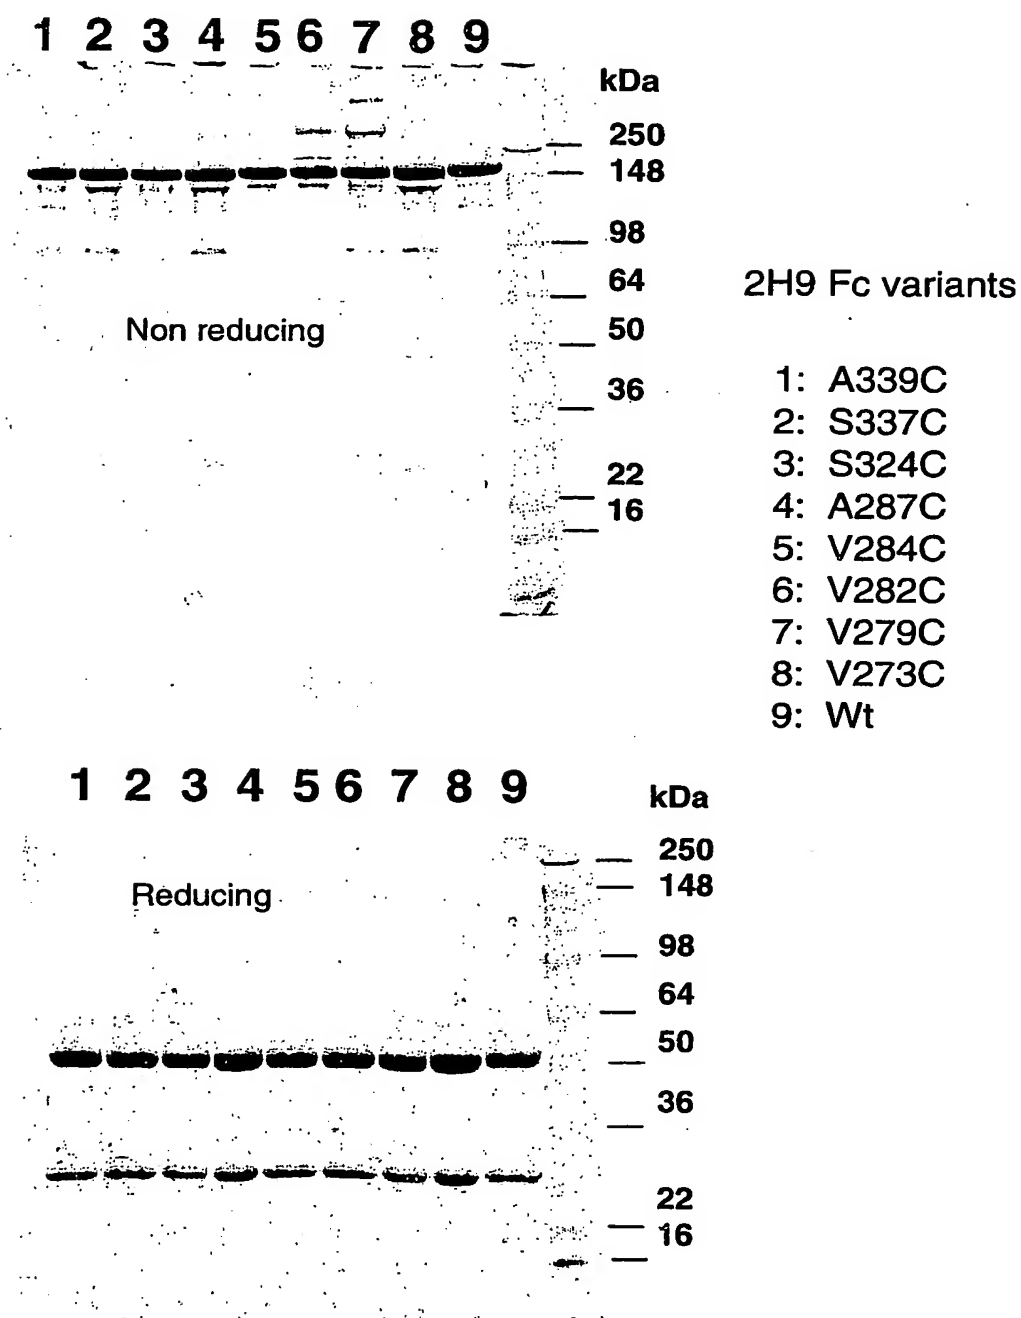 1 2 3 4 5 6 7 8 9
kDa
250
148
98
64
50
36
22
16
Non reducing
2H9 Fc variants
1: A339C
2: S337C
3: S324C
4: A287C
5: V284C
6: V282C
7: V279C
8: V273C
9: Wt
1 2 3 4 5 6 7 8 9
kDa
250
148
98
64
50
36
22
16
Reducing